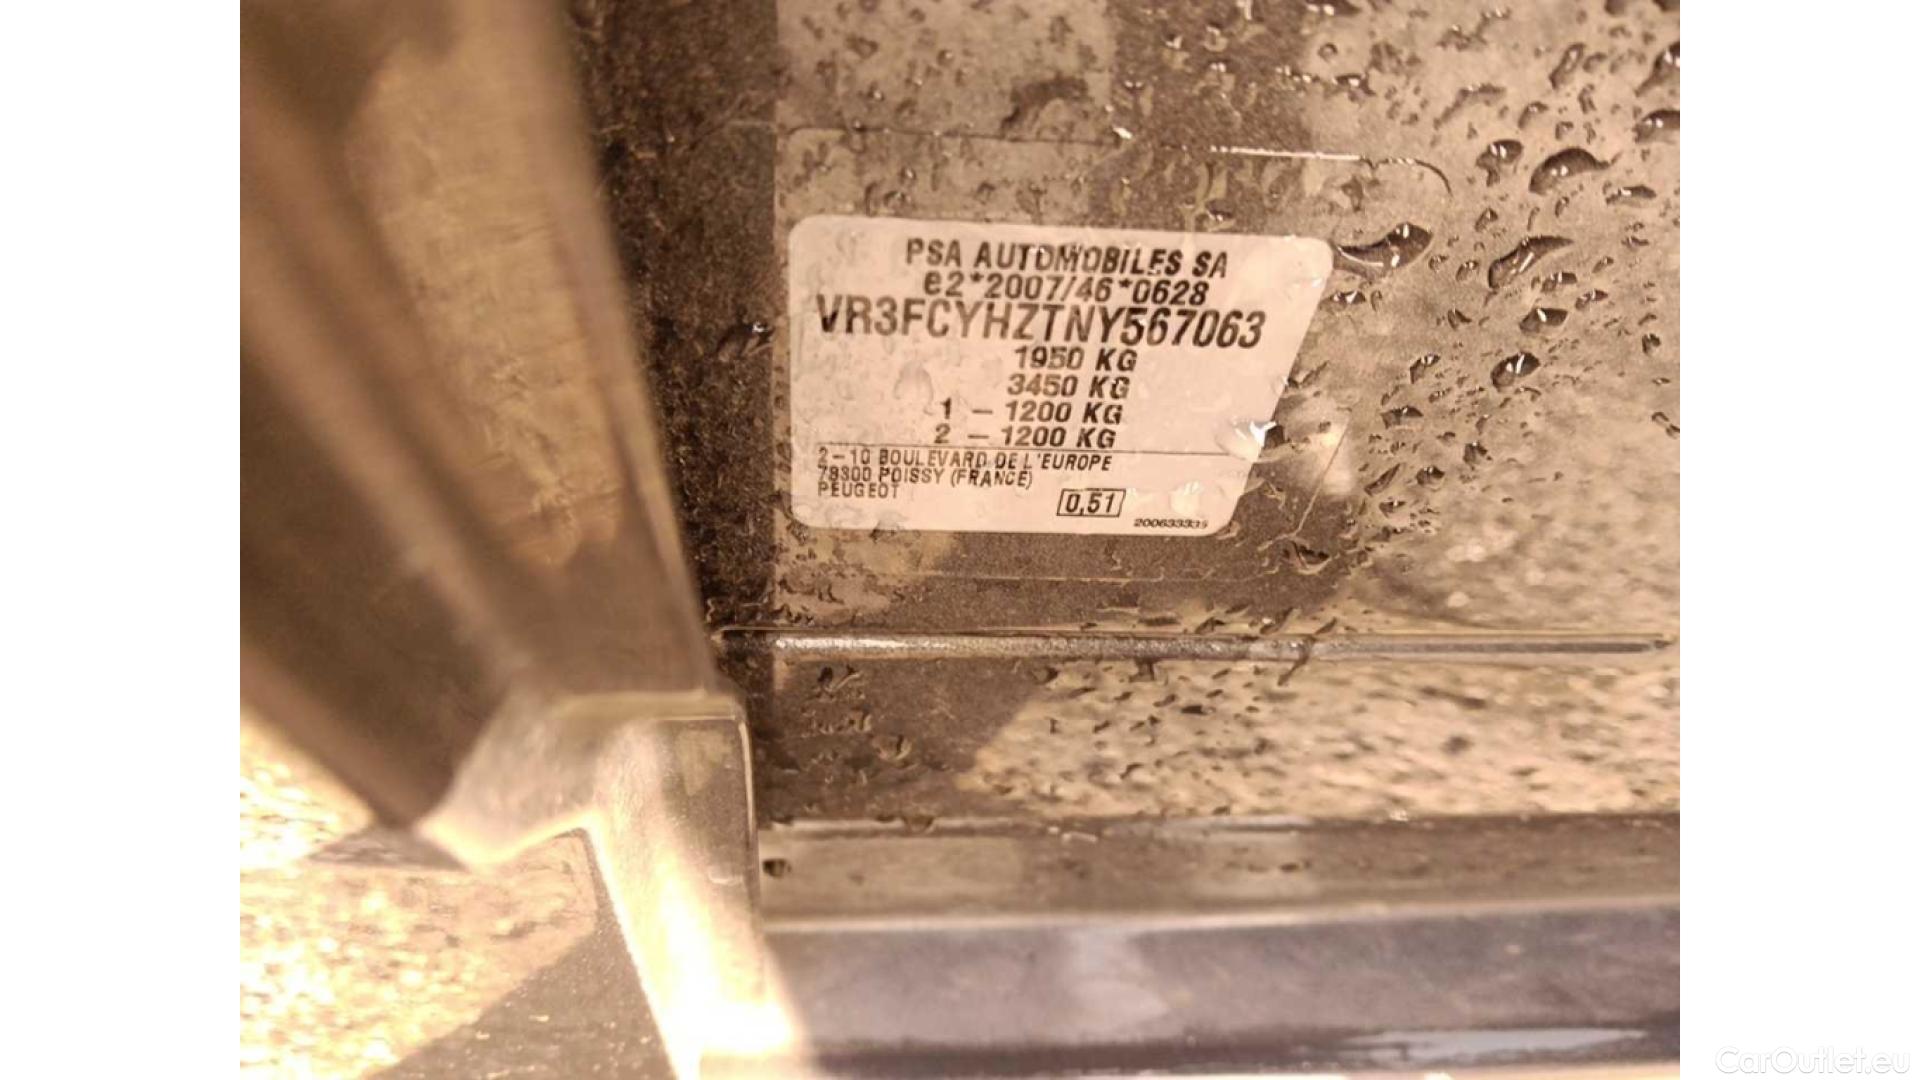 PSA AUTOMOBILES SA
e2*2007/46*0628
VR3FCYHZTNY567063
1950 KG
3450 KG
1 – 1200 KG
2 – 1200 KG
2–10 BOULEVARD DE L'EUROPE
78300 POISSY (FRANCE)
PEUGEOT
0,51
200633339
CarOutlet.eu